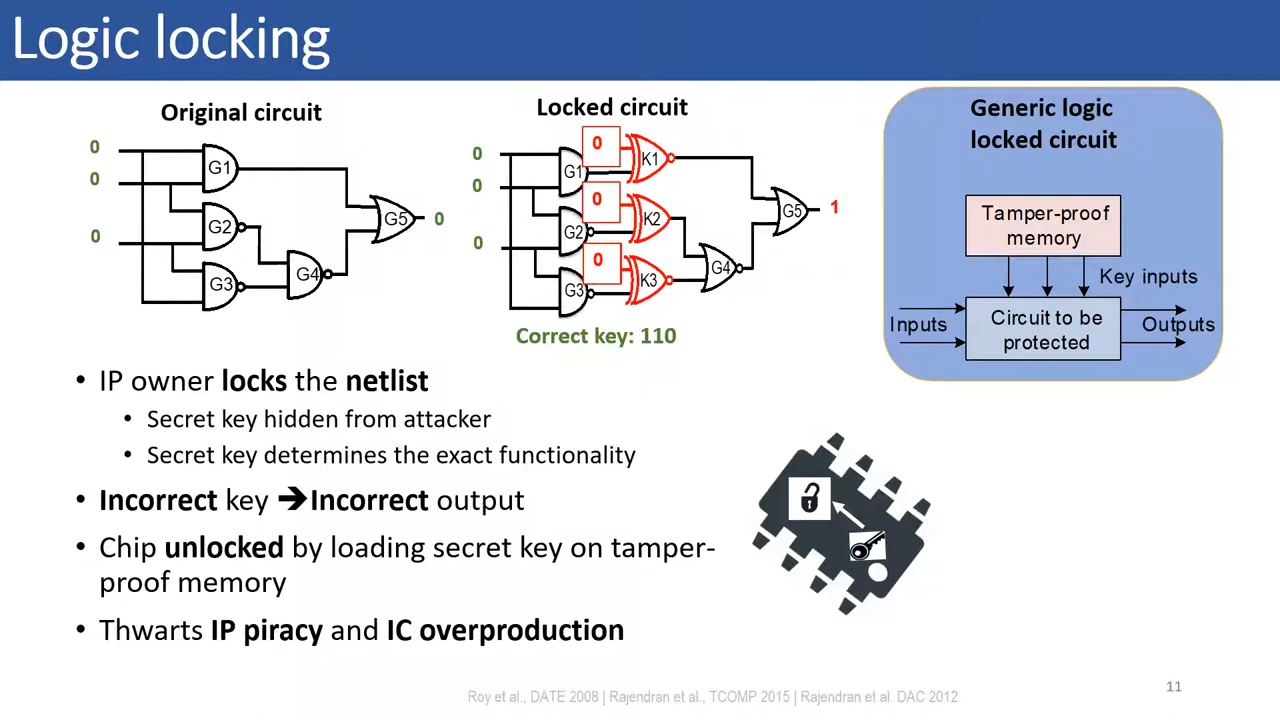 Logic locking
Original circuit
0
0
0
G1
G2
G3
G4
G5
0
Locked circuit
0
0
0
G1
G2
G3
0
0
0
K1
K2
K3
G4
G5
1
Correct key: 110
Generic logic
locked circuit
Tamper-proof
memory
Key inputs
Inputs
Circuit to be
protected
Outputs
• IP owner locks the netlist
• Secret key hidden from attacker
• Secret key determines the exact functionality
• Incorrect key ➔Incorrect output
• Chip unlocked by loading secret key on tamper-
proof memory
• Thwarts IP piracy and IC overproduction
Roy et al., DATE 2008 | Rajendran et al., TCOMP 2015 | Rajendran et al. DAC 2012
11